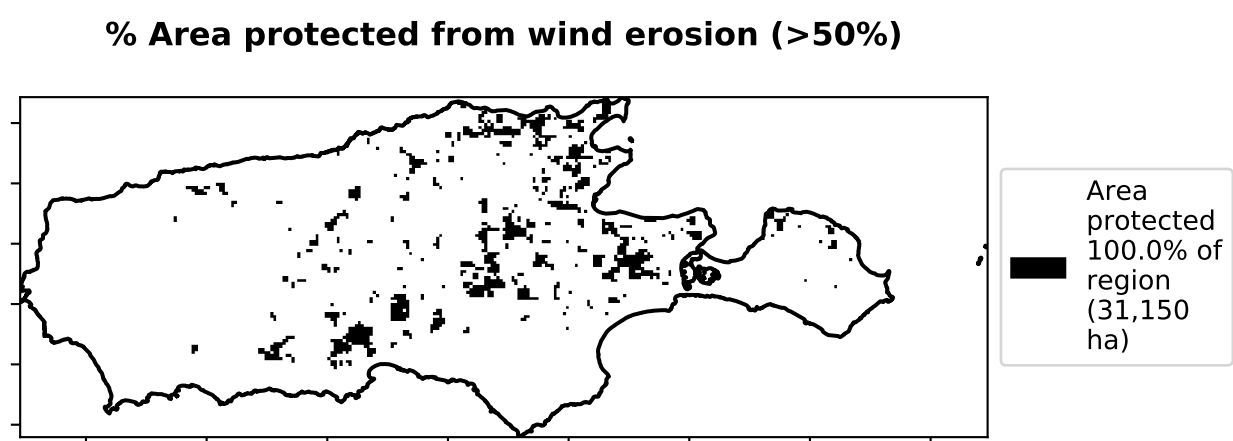 % Area protected from wind erosion (>50%)
Area
protected
100.0% of
region
(31,150
ha)